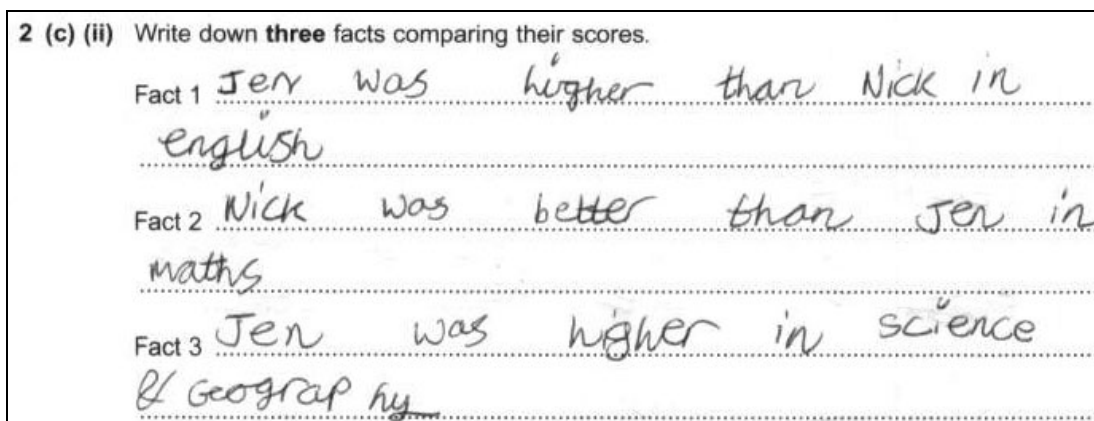 2 (c) (ii) Write down three facts comparing their scores.
Fact 1 Jen was higher than Nick in
english
Fact 2 Nick was better than Jen in
maths
Fact 3 Jen was higher in science
& Geograp hy